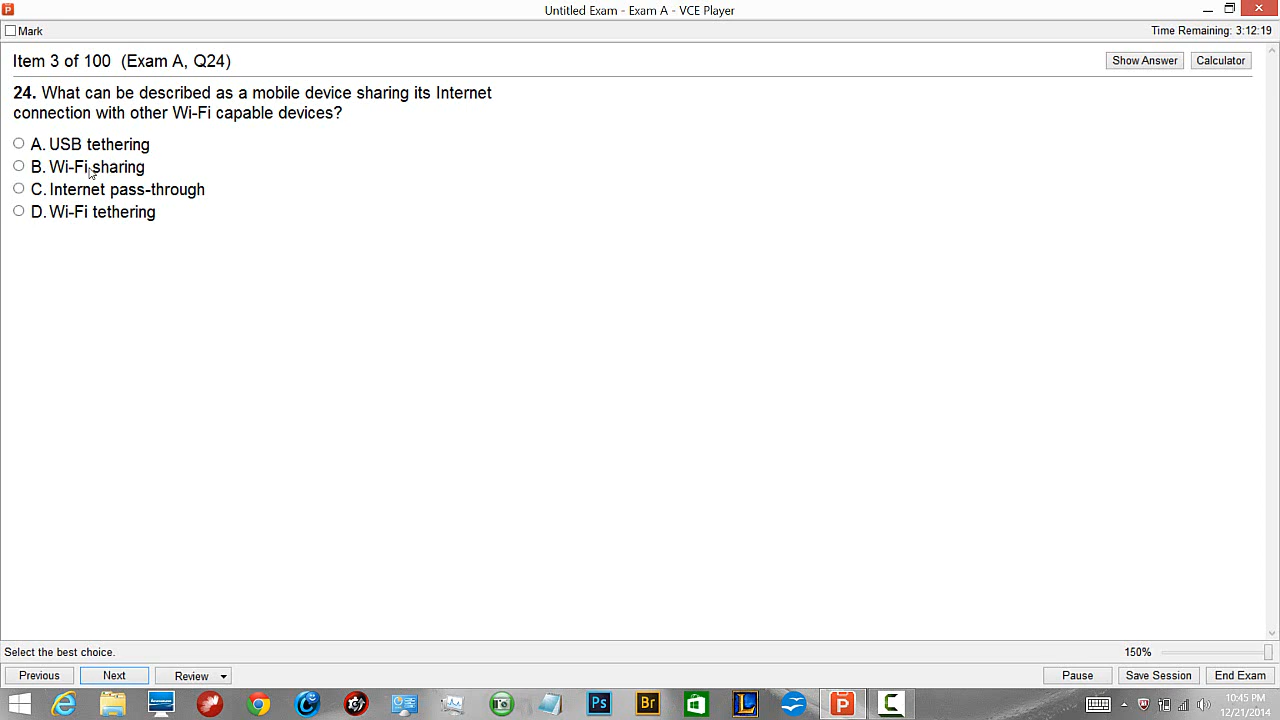 Untitled Exam - Exam A - VCE Player
Mark
Time Remaining: 3:12:19
Item 3 of 100 (Exam A, Q24)
Show Answer
Calculator
24. What can be described as a mobile device sharing its Internet
connection with other Wi-Fi capable devices?
A. USB tethering
B. Wi-Fi sharing
C. Internet pass-through
D. Wi-Fi tethering
Select the best choice.
150%
Previous
Next
Review
Pause
Save Session
End Exam
Ps
Br
L
P
C
10:45 PM
12/21/2014